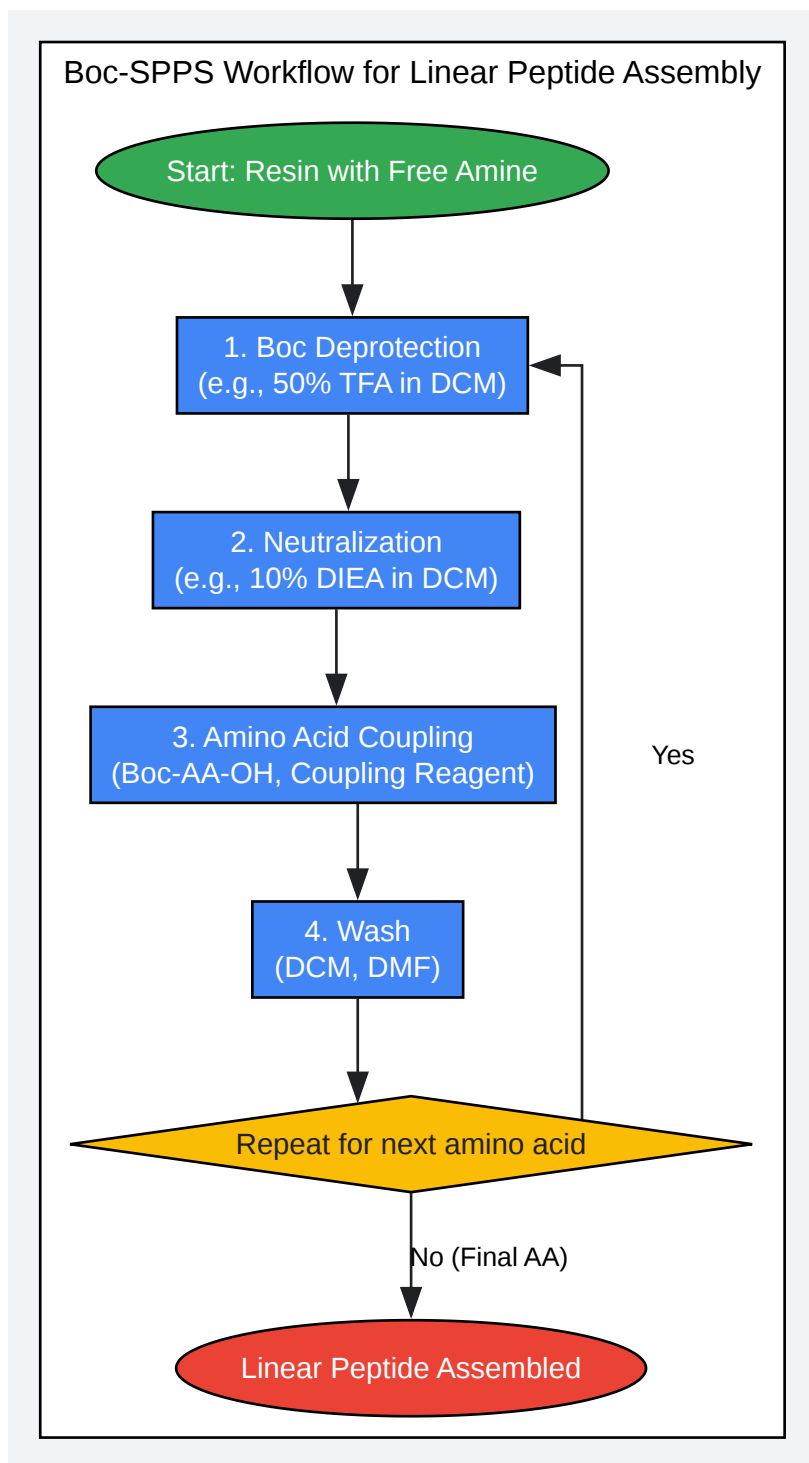 Boc-SPPS Workflow for Linear Peptide Assembly
Start: Resin with Free Amine
1. Boc Deprotection
(e.g., 50% TFA in DCM)
2. Neutralization
(e.g., 10% DIEA in DCM)
3. Amino Acid Coupling
(Boc-AA-OH, Coupling Reagent)
Yes
4. Wash
(DCM, DMF)
Repeat for next amino acid
No (Final AA)
Linear Peptide Assembled